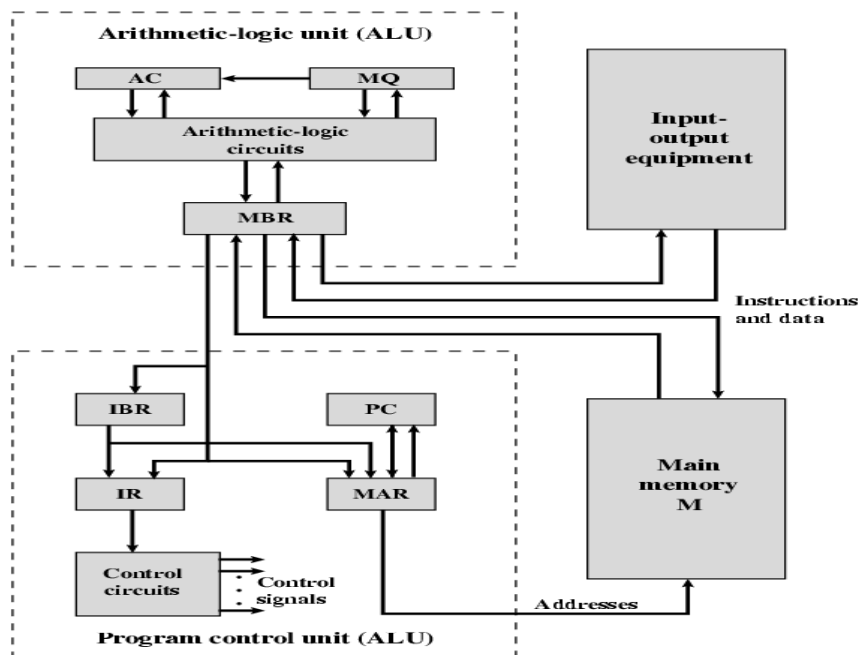 Arithmetic-logic unit (ALU)
AC
MQ
Arithmetic-logic
circuits
MBR
Input-
output
equipment
Instructions
and data
IBR
PC
IR
MAR
Main
memory
M
Control
circuits
Control
signals
Addresses
Program control unit (ALU)